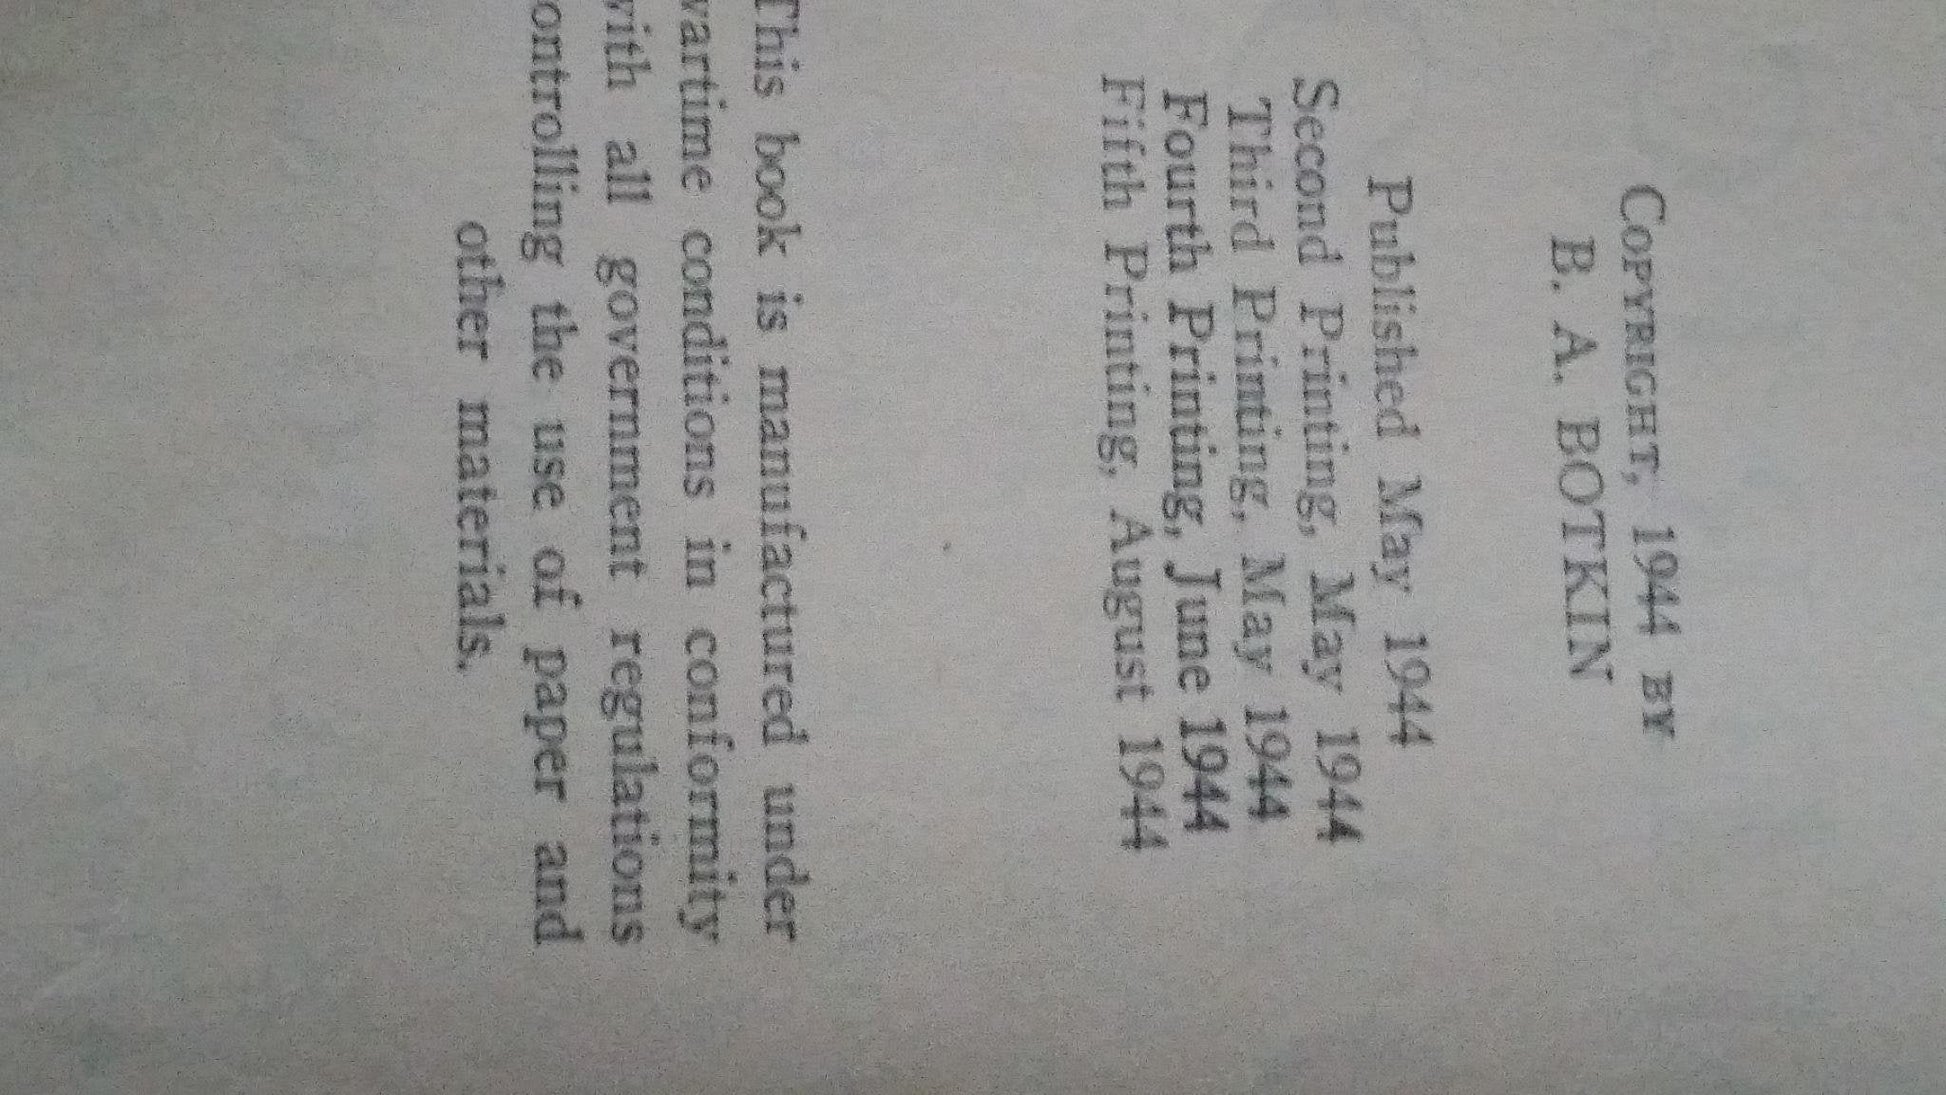 COPYRIGHT, 1944 BY
B. A. BOTKIN
Published May 1944
Second Printing, May 1944
Third Printing, May 1944
Fourth Printing, June 1944
Fifth Printing, August 1944
This book is manufactured under
wartime conditions in conformity
with all government regulations
controlling the use of paper and
other materials.